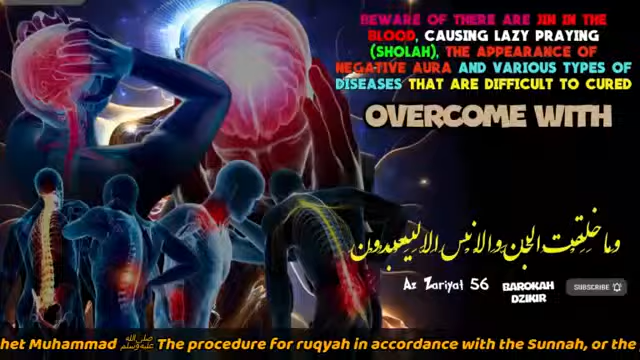 BEWARE OF THERE ARE JIN IN THE
BLOOD, CAUSING LAZY PRAYING
(SHOLAH), THE APPEARANCE OF
NEGATIVE AURA AND VARIOUS TYPES OF
DISEASES THAT ARE DIFFICULT TO CURED
OVERCOME WITH
وما خلقت الجن والانس الا ليعبدون
Az Zariyat 56
BAROKAH
DZIKIR
SUBSCRIBE
het Muhammad ﷺ The procedure for ruqyah in accordance with the Sunnah, or the